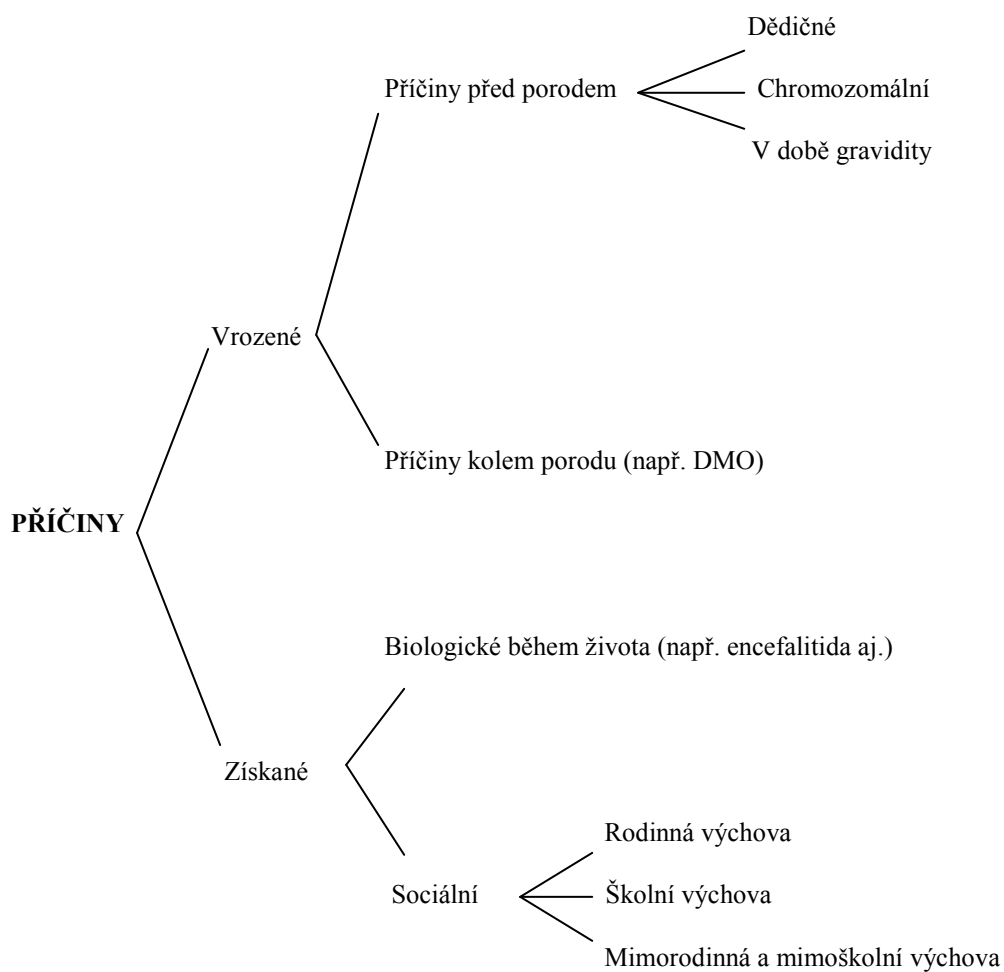 Dědičné
Příčiny před porodem
Chromozomální
V době gravidity
Vrozené
Příčiny kolem porodu (např. DMO)
PŘÍČINY
Biologické během života (např. encefalitida aj.)
Získané
Rodinná výchova
Sociální
Školní výchova
Mimorodinná a mimoškolní výchova